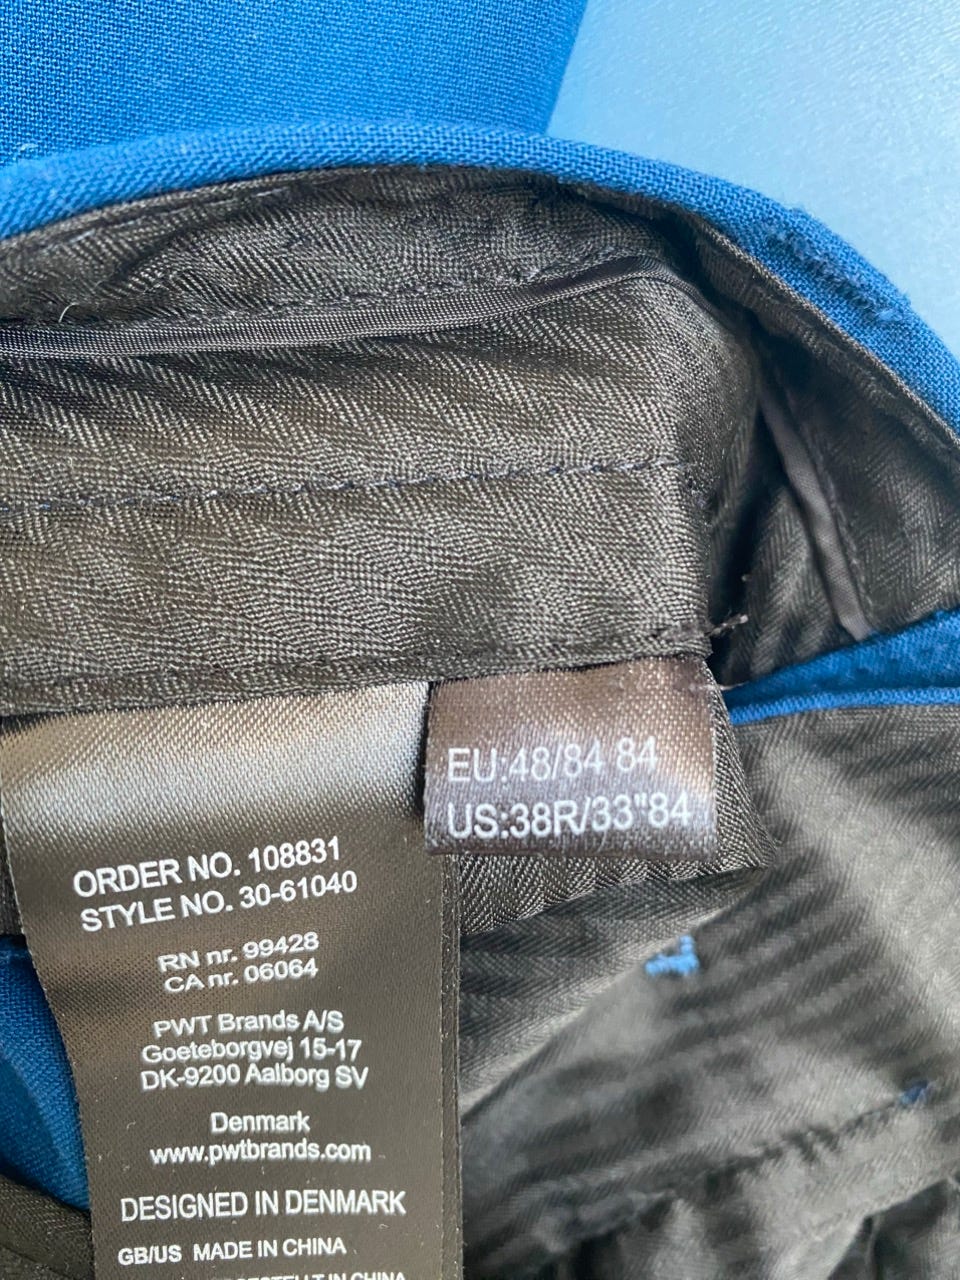 EU:48/84 84
US:38R/33"84
ORDER NO. 108831
STYLE NO. 30-61040
RN nr. 99428
CA nr. 06064
PWT Brands A/S
Goeteborgvej 15-17
DK-9200 Aalborg SV
Denmark
www.pwtbrands.com
DESIGNED IN DENMARK
GB/US MADE IN CHINA
IN CHINA